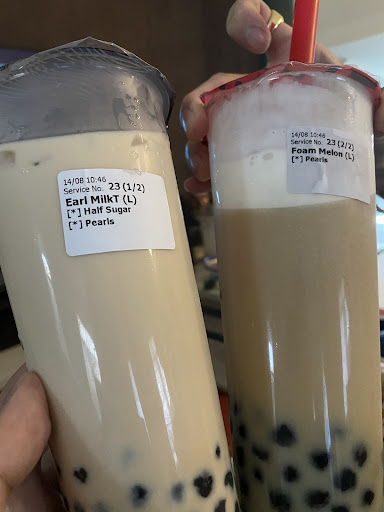 14/08 10:46
Service No. 23 (1/2)
Earl MilkT (L)
[*] Half Sugar
[*] Pearls
14/08 10:46
Service No. 23 (2/2)
Foam Melon (L)
[*] Pearls